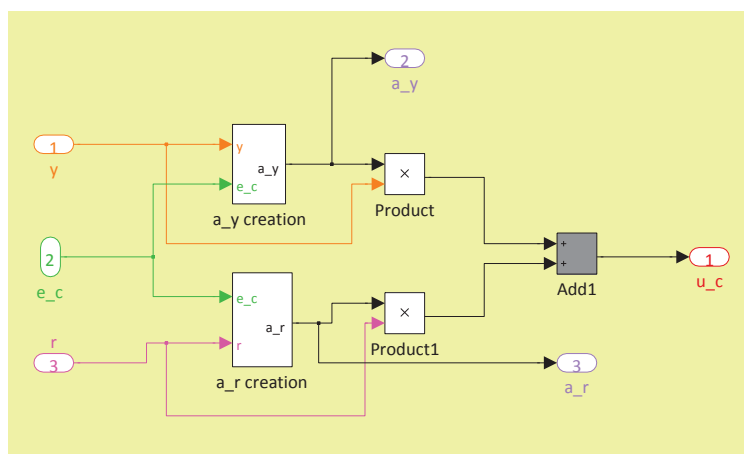 2
a_y
1
y
y
a_y
e_c
a_y creation
×
Product
2
e_c
+
+
Add1
1
u_c
e_c
a_r
r
a_r creation
×
Product1
r
3
3
a_r